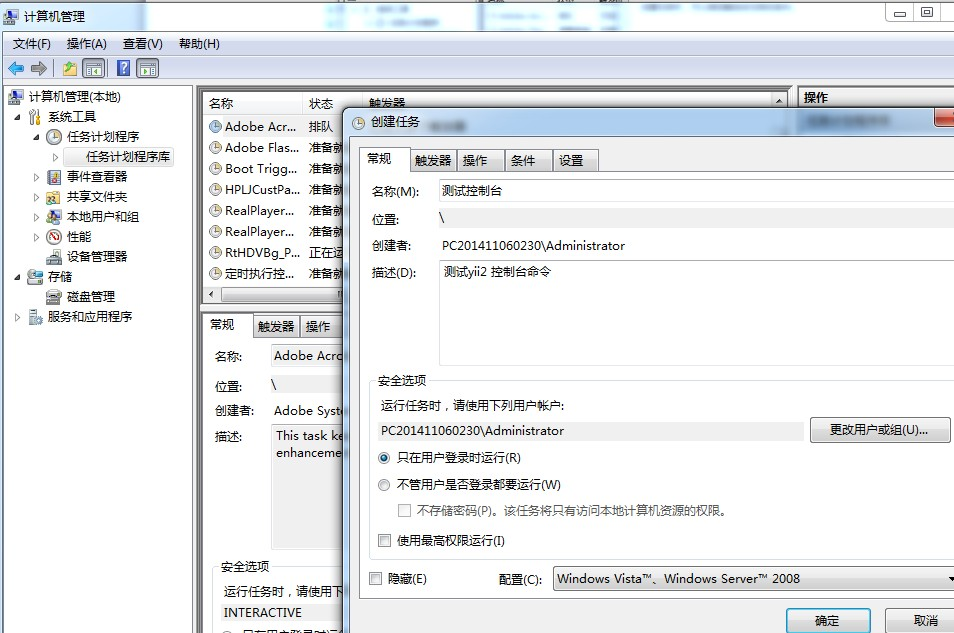 计算机管理
文件(F) 操作(A) 查看(V) 帮助(H)
计算机管理(本地)
系统工具
任务计划程序
任务计划程序库
事件查看器
共享文件夹
本地用户和组
性能
设备管理器
存储
磁盘管理
服务和应用程序
名称 状态 触发器
Adobe Acr... 排队
Adobe Flas... 准备就
Boot Trigg... 准备就
HPLJCustPa... 准备就
RealPlayer... 准备就
RealPlayer... 准备就
RtHDVBg_P... 正在运
定时执行控... 准备就
常规 触发器 操作
名称: Adobe Acro
位置: \
创建者: Adobe Syst
描述: This task ke
enhanceme
安全选项
运行任务时，请使用下
INTERACTIVE
只在用户登录时运
操作
创建任务
常规 触发器 操作 条件 设置
名称(M): 测试控制台
位置: \
创建者: PC201411060230\Administrator
描述(D): 测试yii2 控制台命令
安全选项
运行任务时，请使用下列用户帐户:
PC201411060230\Administrator
更改用户或组(U)...
只在用户登录时运行(R)
不管用户是否登录都要运行(W)
不存储密码(P)。该任务将只有访问本地计算机资源的权限。
使用最高权限运行(I)
隐藏(E) 配置(C): Windows Vista™、Windows Server™ 2008
确定 取消